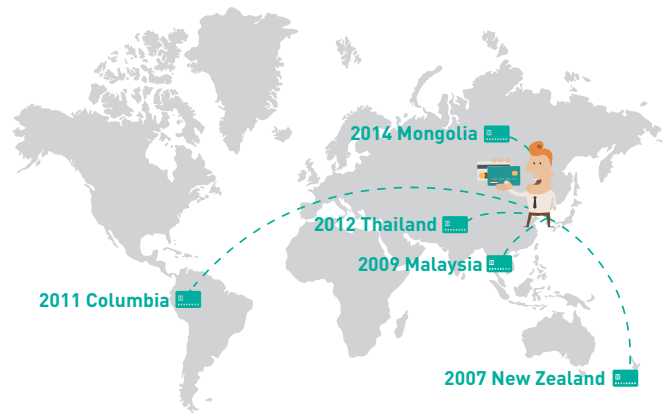 2014 Mongolia
2012 Thailand
2009 Malaysia
2011 Columbia
2007 New Zealand